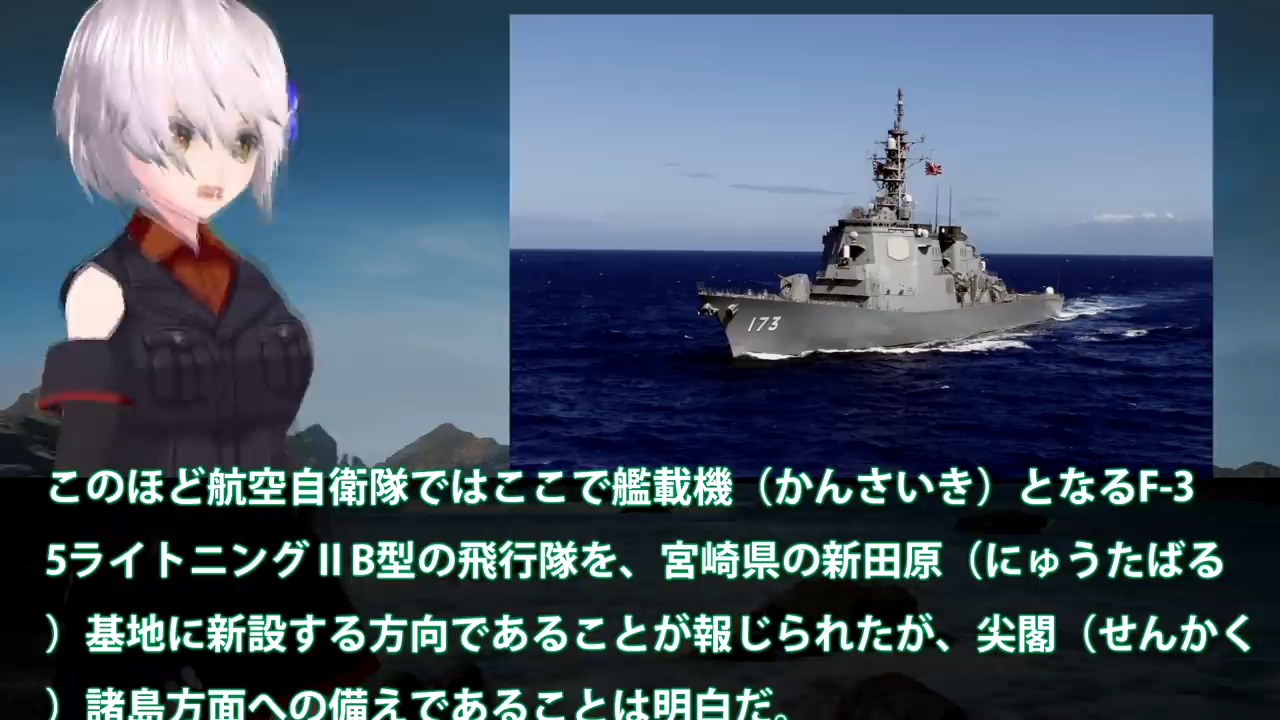 173
このほど航空自衛隊ではここで艦載機（かんさいき）となるF-3
5ライトニングⅡB型の飛行隊を、宮崎県の新田原（にゅうたばる
）基地に新設する方向であることが報じられたが、尖閣（せんかく
）諸島方面への備えであることは明白だ。